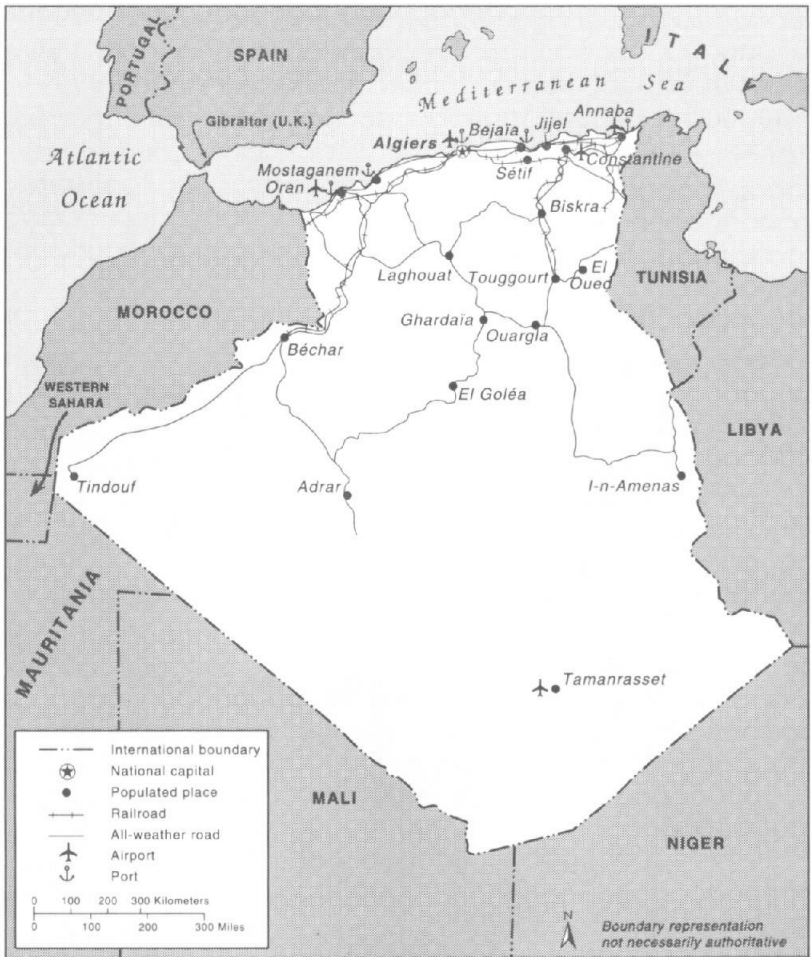 PORTUGAL
SPAIN
ITALY
Mediterranean Sea
Gibralter (U.K.)
Atlantic
Ocean
Algiers
Bejaïa
Jijel
Annaba
Mostaganem
Oran
Sétif
Constantine
Biskra
Laghouat
Touggourt
El
Oued
TUNISIA
MOROCCO
Ghardaïa
Ouargla
Béchar
WESTERN
SAHARA
El Goléa
LIBYA
Tindouf
Adrar
I-n-Amenas
MAURITANIA
Tamanrasset
International boundary
National capital
Populated place
Railroad
All-weather road
Airport
Port
0 100 200 300 Kilometers
0 100 200 300 Miles
MALI
NIGER
N
Boundary representation
not necessarily authoritative